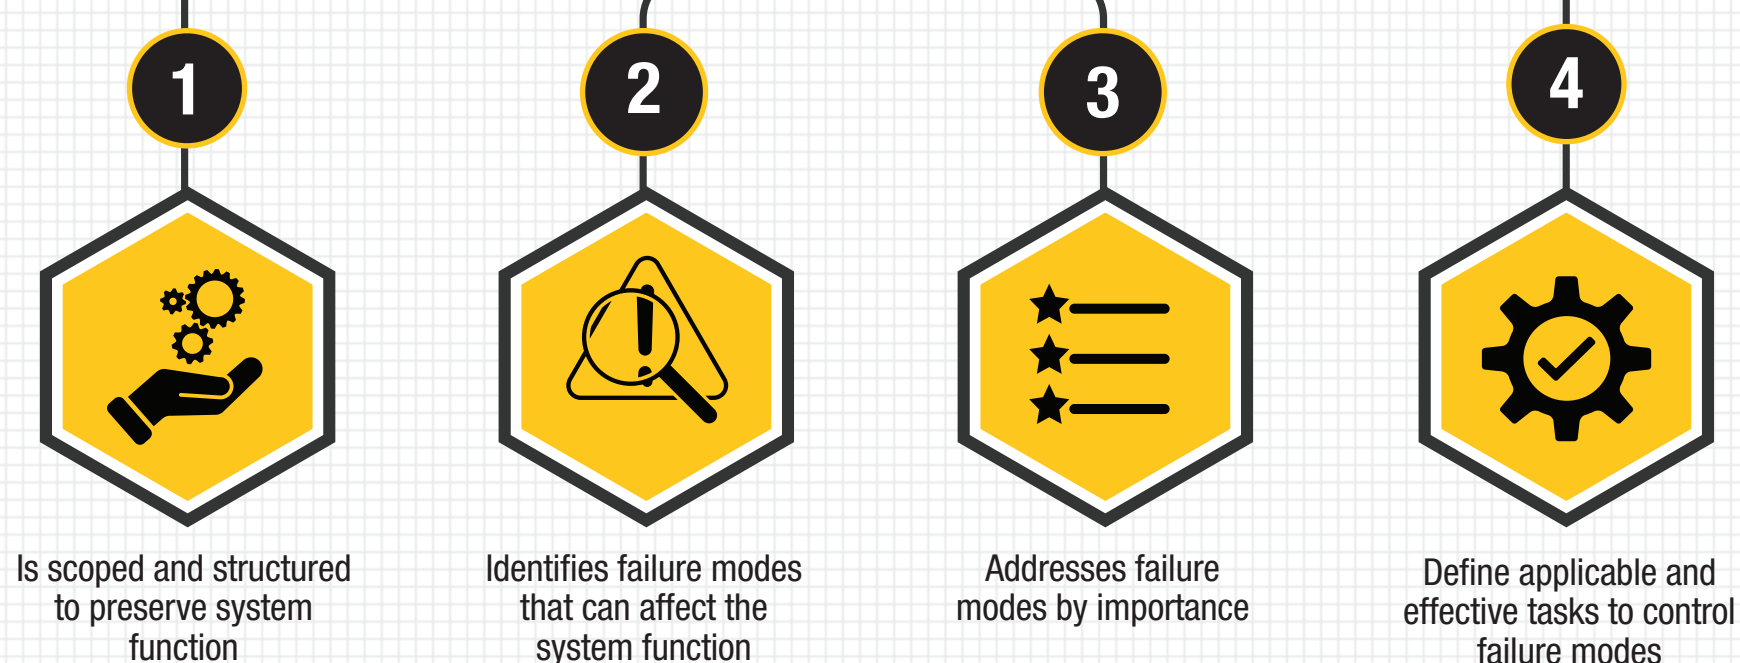 1
Is scoped and structured
to preserve system
function
2
Identifies failure modes
that can affect the
system function
3
Addresses failure
modes by importance
4
Define applicable and
effective tasks to control
failure modes